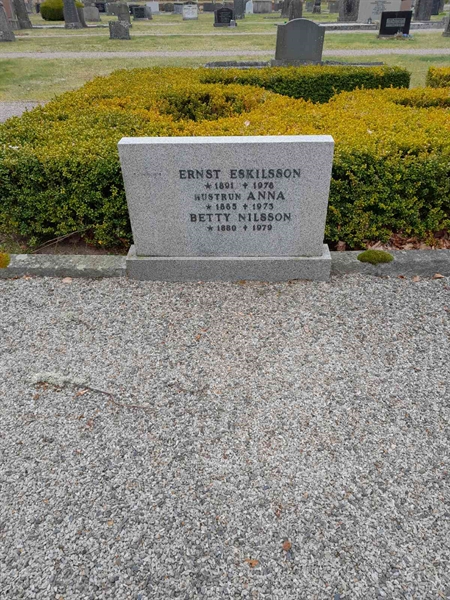 ERNST ESKILSSON
* 1891 + 1978
HUSTRUN ANNA
* 1885 + 1973
BETTY NILSSON
* 1880 + 1979